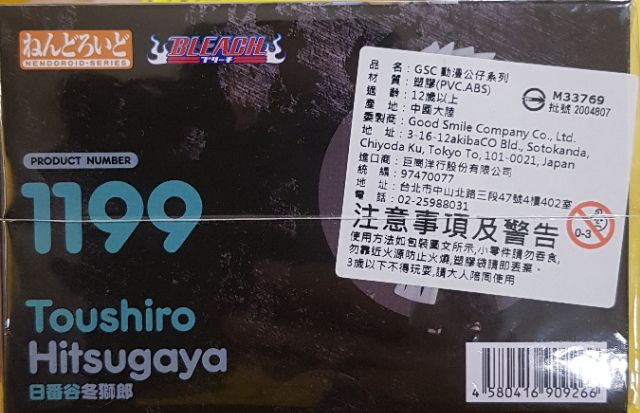 ねんどろいど
NENDOROID-SERIES
BLEACH
ブリーチ
PRODUCT NUMBER
1199
Toushiro
Hitsugaya
日番谷冬獅郎
品 名：GSC 動漫公仔系列
材 質：塑膠(PVC.ABS)
適 齡：12歲以上
產 地：中國大陸
委製商：Good Smile Company Co., Ltd.
地 址：3-16-12akibaCO Bld., Sotokanda,
Chiyoda Ku, Tokyo To, 101-0021, Japan
進口商：巨閎洋行股份有限公司
統 編：97470077
地 址：台北市中山北路三段47號4樓402室
電 話：02-25988031
M33769
批號 2004807
注意事項及警告
0-3
使用方法如包裝圖文所示,小零件請勿吞食,
勿靠近火源防止火燒,塑膠袋請即丟棄。
3歲以下不得玩耍,請大人陪同使用
4 580416 909266